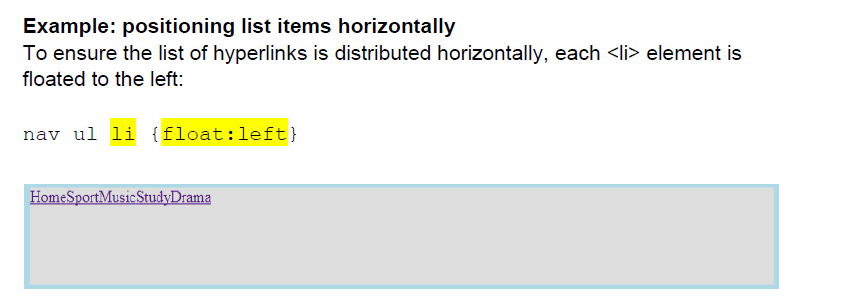 Example: positioning list items horizontally
To ensure the list of hyperlinks is distributed horizontally, each <li> element is
floated to the left:
nav ul li {float:left}
HomeSportMusicStudyDrama